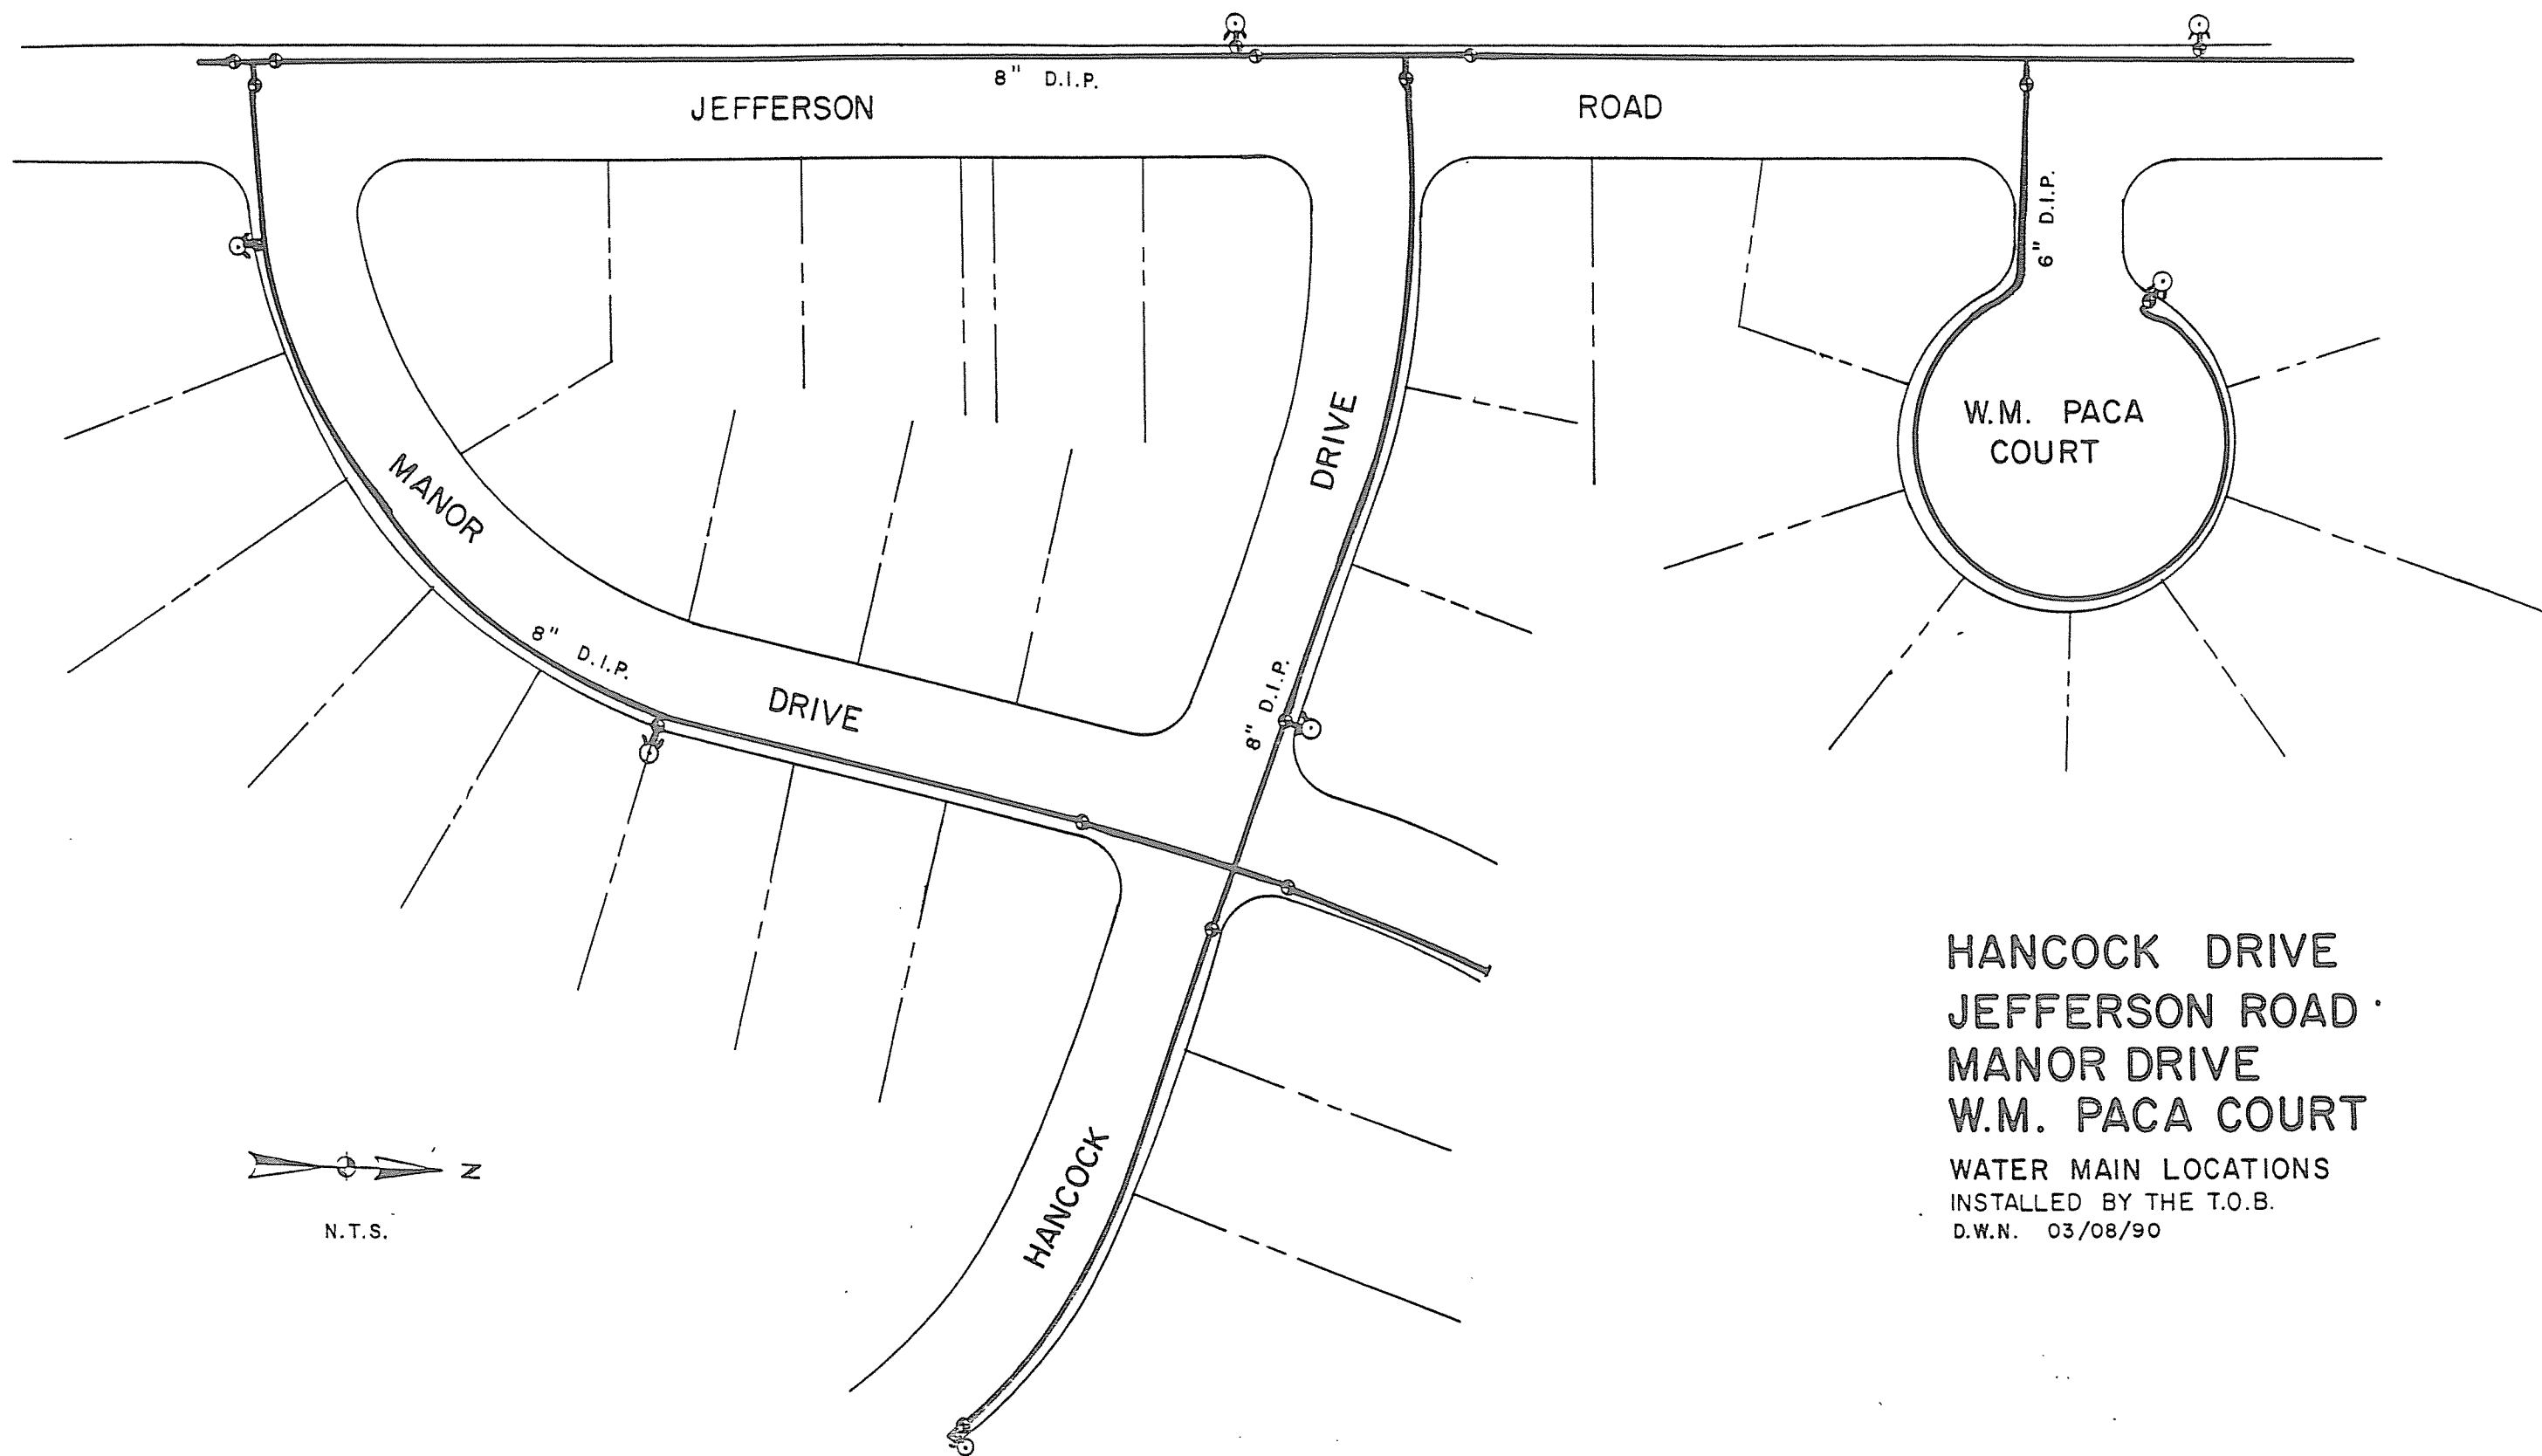 8" D.I.P.
JEFFERSON ROAD
6" D.I.P.
W.M. PACA
COURT
DRIVE
MANOR
8" D.I.P.
DRIVE
8" D.I.P.
HANCOCK
N
N.T.S.
HANCOCK DRIVE
JEFFERSON ROAD
MANOR DRIVE
W.M. PACA COURT
WATER MAIN LOCATIONS
INSTALLED BY THE T.O.B.
D.W.N. 03/08/90